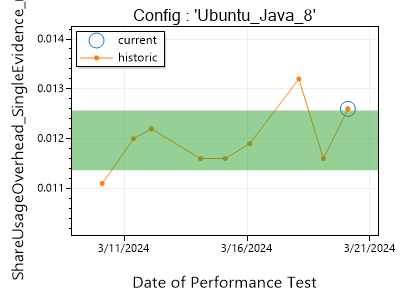 Config : 'Ubuntu_Java_8'
ShareUsageOverhead_SingleEvidence_
current
historic
0.014
0.013
0.012
0.011
3/11/2024
3/16/2024
3/21/2024
Date of Performance Test